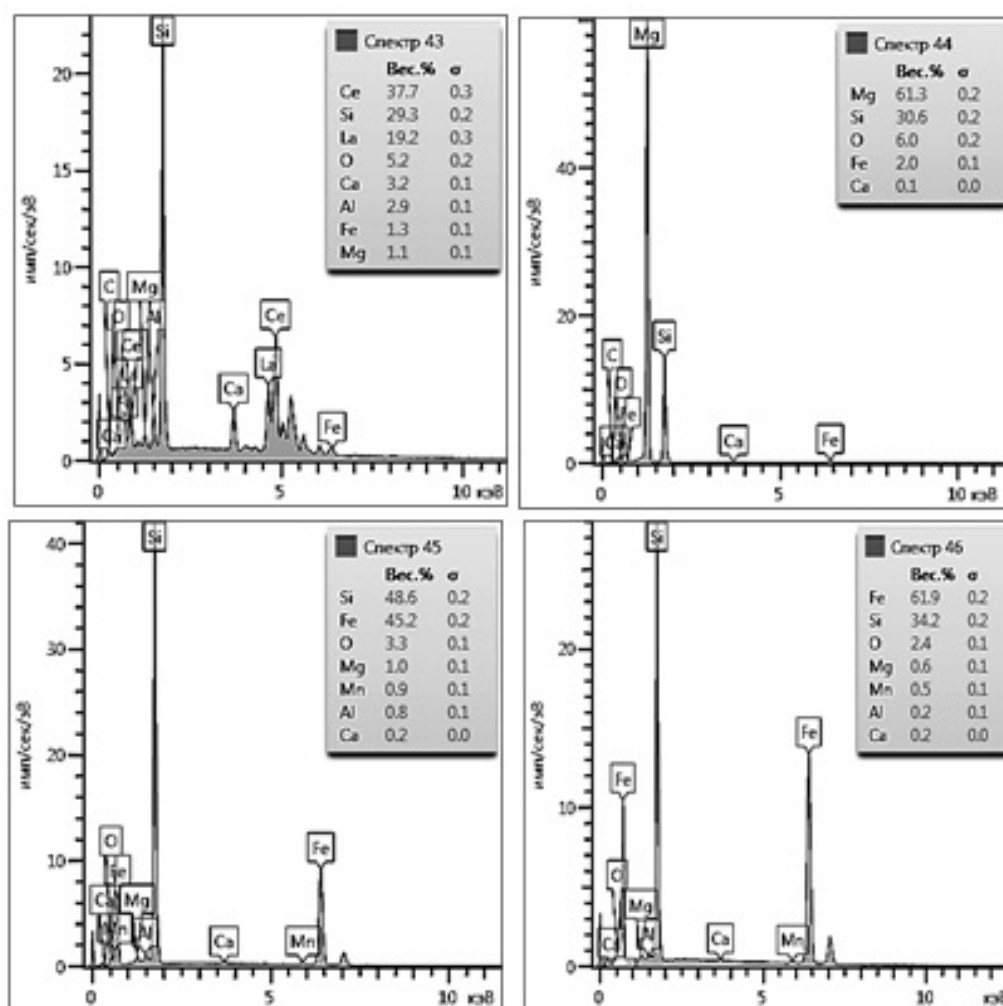 Спектр 43
Вес.% σ
Ce 37.7 0.3
Si 29.3 0.2
La 19.2 0.3
O 5.2 0.2
Ca 3.2 0.1
Al 2.9 0.1
Fe 1.3 0.1
Mg 1.1 0.1
Si
C
Mg
O
Al
Ce
Ca
Ca
La
Ce
Fe
20
15
10
5
0
имп/сек/эВ
0 5 10 кэВ
Спектр 44
Вес.% σ
Mg 61.3 0.2
Si 30.6 0.2
O 6.0 0.2
Fe 2.0 0.1
Ca 0.1 0.0
Mg
C
O
Si
Ca
Fe
40
20
0
имп/сек/эВ
0 5 10 кэВ
Спектр 45
Вес.% σ
Si 48.6 0.2
Fe 45.2 0.2
O 3.3 0.1
Mg 1.0 0.1
Mn 0.9 0.1
Al 0.8 0.1
Ca 0.2 0.0
Si
O
Fe
Mg
Ca
Mn
Fe
40
30
20
10
0
имп/сек/эВ
0 5 10 кэВ
Спектр 46
Вес.% σ
Fe 61.9 0.2
Si 34.2 0.2
O 2.4 0.1
Mg 0.6 0.1
Mn 0.5 0.1
Al 0.2 0.1
Ca 0.2 0.0
Si
Fe
O
Mg
Al
Ca
Mn
Fe
20
10
0
имп/сек/эВ
0 5 10 кэВ